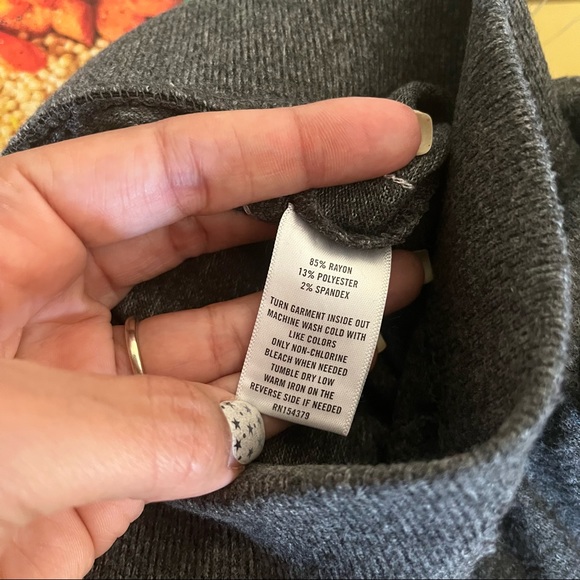 85% RAYON
13% POLYESTER
2% SPANDEX
TURN GARMENT INSIDE OUT
MACHINE WASH COLD WITH
LIKE COLORS
ONLY NON-CHLORINE
BLEACH WHEN NEEDED
TUMBLE DRY LOW
WARM IRON ON THE
REVERSE SIDE IF NEEDED
RN154379